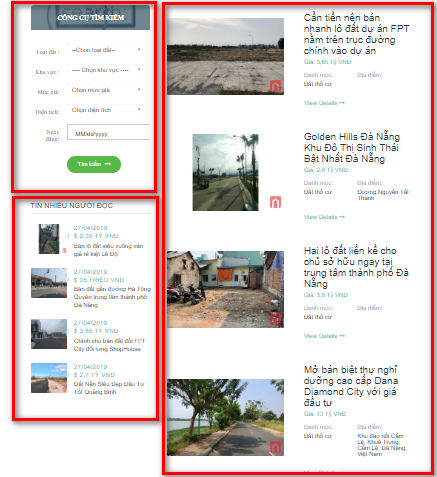 CÔNG CỤ TÌM KIẾM
Loại đất :
--Chọn loại đất--
Khu vực :
---- Chọn khu vực ----
Mức giá:
Chọn mức giá
Diện tích:
Chọn diện tích
Ngày
đăng:
MM/dd/yyyy
Tìm kiếm
TIN NHIỀU NGƯỜI ĐỌC
27/04/2019
$ 2,35 TỶ VNĐ
Bán lô đất siêu vuông vân
giá rẻ kiệt Lê Độ
27/04/2019
$ 35 TRIỆU VNĐ
Bán đất gần đường Hà Tông
Quyền trung tâm thành phố
Đà Nẵng
27/04/2019
$ 3,65 TỶ VNĐ
Chính chủ bán đất đối FPT
City đối lưng ShopHouse
27/04/2019
$ 2,7 TỶ VNĐ
Đất Nền Siêu Đẹp Đầu Tư
Tốt Quảng Bình
Cần tiền nên bán
nhanh lô đất dự án FPT
nằm trên trục đường
chính vào dự án
Giá: 3,65 Tỷ VNĐ
Danh mục:
Địa điểm:
Đất thổ cư
View Details
Golden Hills Đà Nẵng
Khu Đô Thị Sinh Thái
Bật Nhất Đà Nẵng
Giá: 2,8 Tỷ VNĐ
Danh mục:
Địa điểm:
Đất thổ cư
Đương Nguyễn Tất
Thành
View Details
Hai lô đất liền kề cho
chủ sở hữu ngay tại
trung tâm thành phố Đà
Nẵng
Giá: 3,8 Tỷ VNĐ
Danh mục:
Địa điểm:
Đất thổ cư
View Details
Mở bán biệt thự nghỉ
dưỡng cao cấp Dana
Diamond City với giá
đầu tư
Giá: 13 Tỷ VNĐ
Danh mục:
Địa điểm:
Đất thổ cư
Khu đảo nổi Cẩm
Lệ, Khuê Trung,
Cẩm Lệ, Đà Nẵng,
Việt Nam